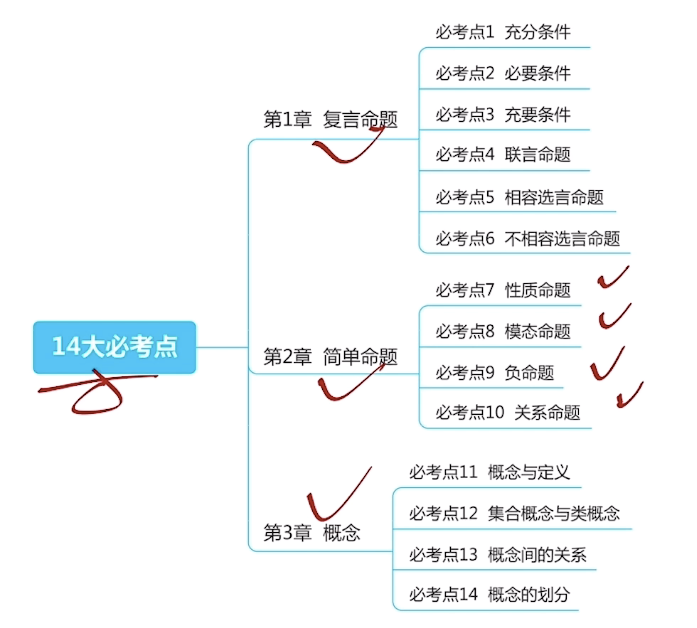 14大必考点
第1章 复言命题
必考点1 充分条件
必考点2 必要条件
必考点3 充要条件
必考点4 联言命题
必考点5 相容选言命题
必考点6 不相容选言命题
第2章 简单命题
必考点7 性质命题
必考点8 模态命题
必考点9 负命题
必考点10 关系命题
第3章 概念
必考点11 概念与定义
必考点12 集合概念与类概念
必考点13 概念间的关系
必考点14 概念的划分